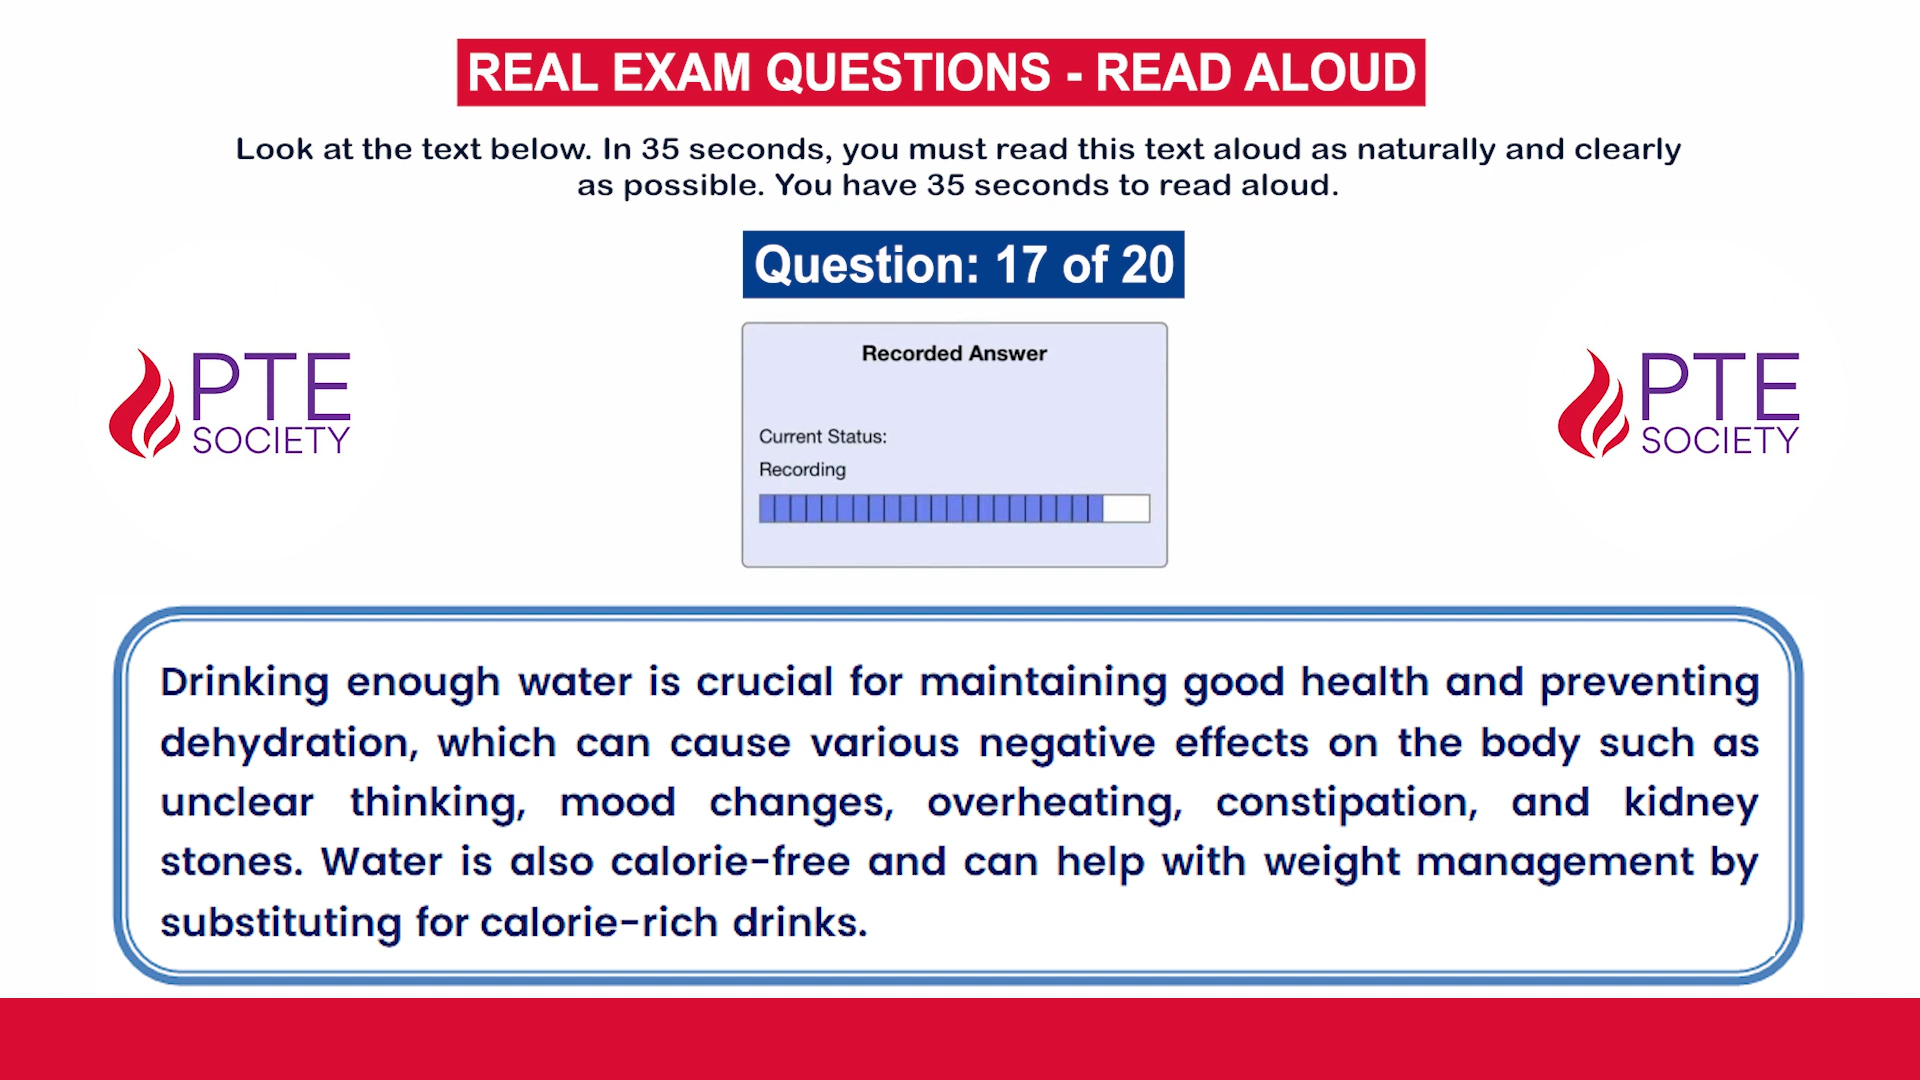 REAL EXAM QUESTIONS - READ ALOUD
Look at the text below. In 35 seconds, you must read this text aloud as naturally and clearly
as possible. You have 35 seconds to read aloud.
Question: 17 of 20
PTE
SOCIETY
Recorded Answer
Current Status:
Recording
PTE
SOCIETY
Drinking enough water is crucial for maintaining good health and preventing
dehydration, which can cause various negative effects on the body such as
unclear thinking, mood changes, overheating, constipation, and kidney
stones. Water is also calorie-free and can help with weight management by
substituting for calorie-rich drinks.